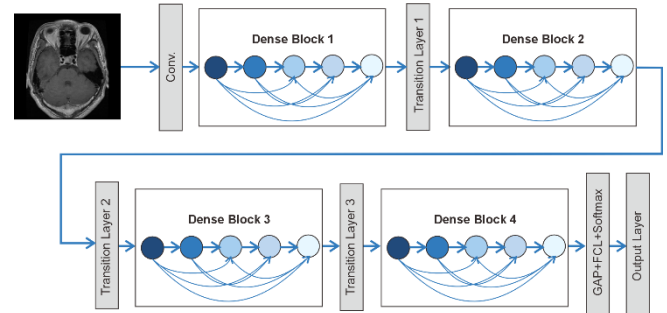 Conv.
Dense Block 1
Transition Layer 1
Dense Block 2
Transition Layer 2
Dense Block 3
Transition Layer 3
Dense Block 4
GAP+FCL+Softmax
Output Layer